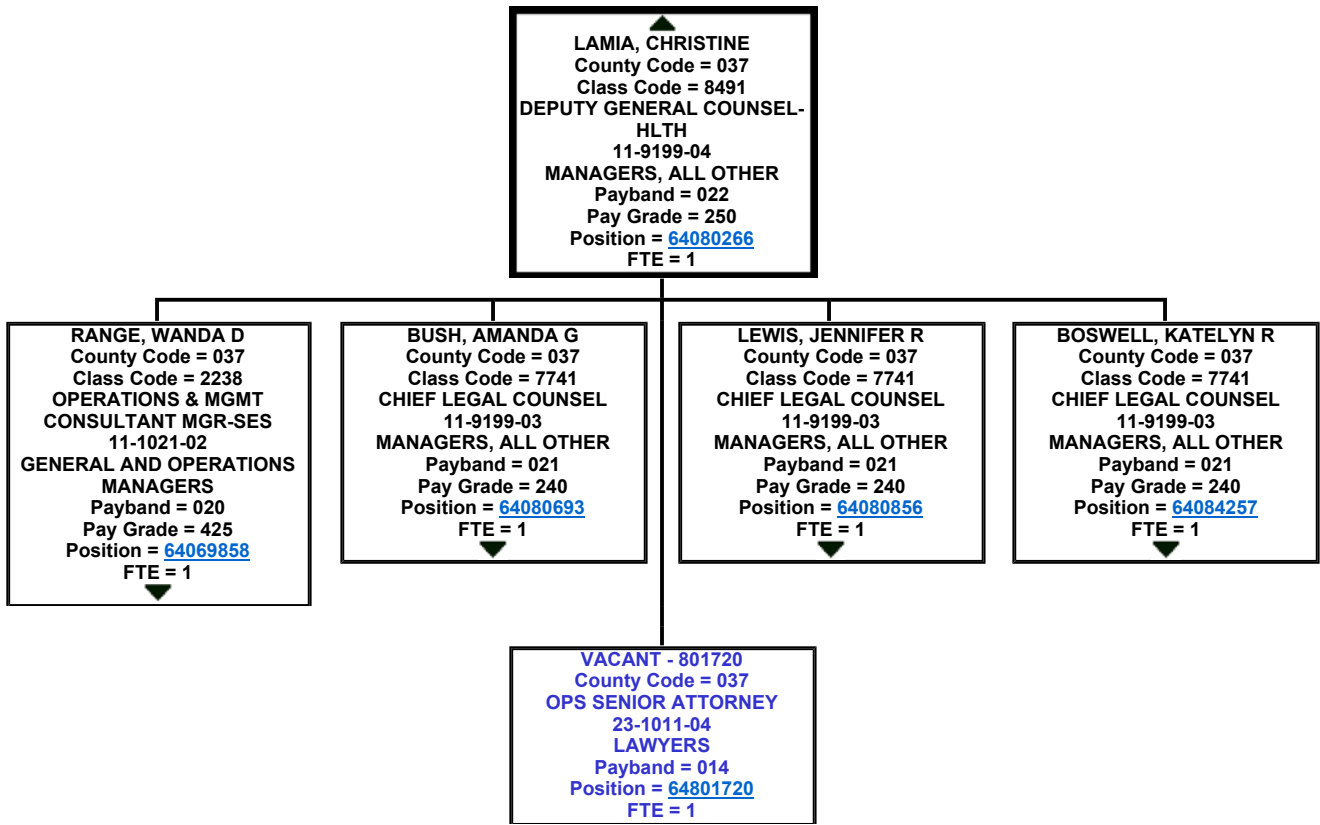 LAMIA, CHRISTINE
County Code = 037
Class Code = 8491
DEPUTY GENERAL COUNSEL-
HLTH
11-9199-04
MANAGERS, ALL OTHER
Payband = 022
Pay Grade = 250
Position = 64080266
FTE = 1
RANGE, WANDA D
County Code = 037
Class Code = 2238
OPERATIONS & MGMT
CONSULTANT MGR-SES
11-1021-02
GENERAL AND OPERATIONS
MANAGERS
Payband = 020
Pay Grade = 425
Position = 64069858
FTE = 1
BUSH, AMANDA G
County Code = 037
Class Code = 7741
CHIEF LEGAL COUNSEL
11-9199-03
MANAGERS, ALL OTHER
Payband = 021
Pay Grade = 240
Position = 64080693
FTE = 1
LEWIS, JENNIFER R
County Code = 037
Class Code = 7741
CHIEF LEGAL COUNSEL
11-9199-03
MANAGERS, ALL OTHER
Payband = 021
Pay Grade = 240
Position = 64080856
FTE = 1
BOSWELL, KATELYN R
County Code = 037
Class Code = 7741
CHIEF LEGAL COUNSEL
11-9199-03
MANAGERS, ALL OTHER
Payband = 021
Pay Grade = 240
Position = 64084257
FTE = 1
VACANT - 801720
County Code = 037
OPS SENIOR ATTORNEY
23-1011-04
LAWYERS
Payband = 014
Position = 64801720
FTE = 1